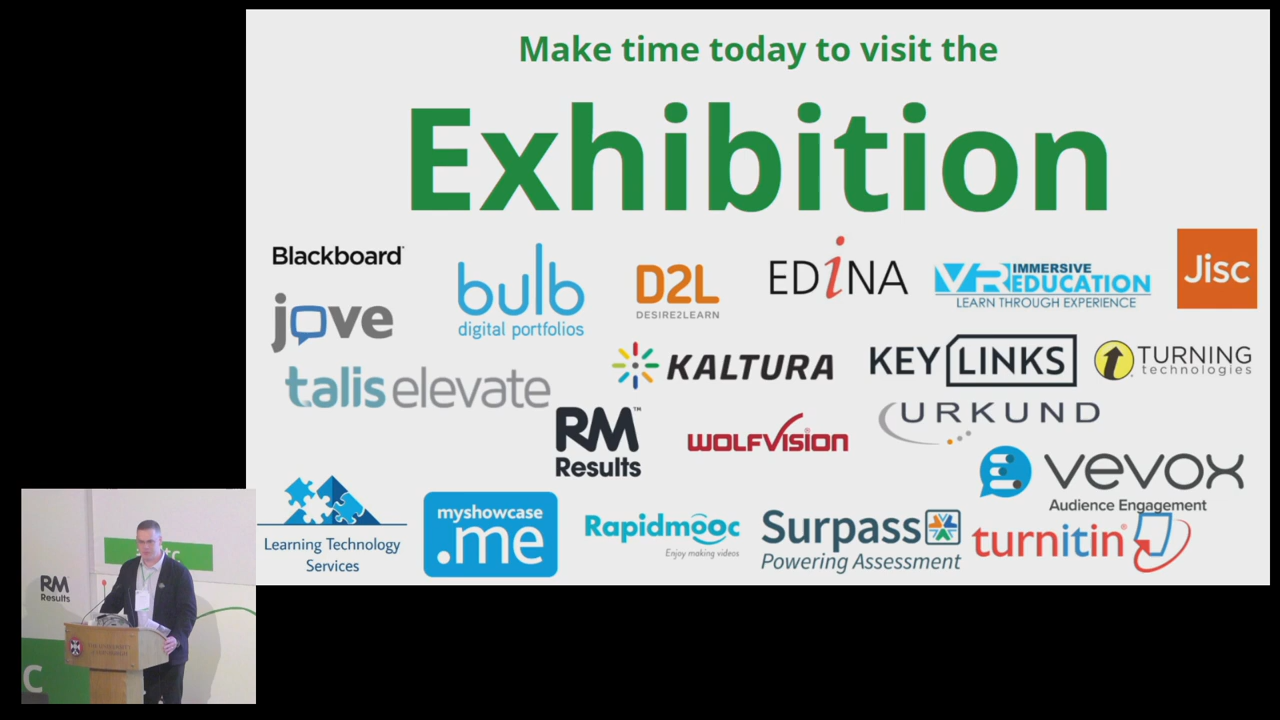 Make time today to visit the
Exhibition
Blackboard
bulb
digital portfolios
D2L
DESIRE2LEARN
EDiNA
VR IMMERSIVE
EDUCATION
LEARN THROUGH EXPERIENCE
Jisc
jove
talis elevate
KALTURA
KEY LINKS
TURNING
technologies
RM™
Results
WOLFVISION
URKUND
vevox
Audience Engagement
Learning Technology
Services
myshowcase
.me
Rapidmooc
Enjoy making videos
Surpass
Powering Assessment
turnitin®
RM
Results
C